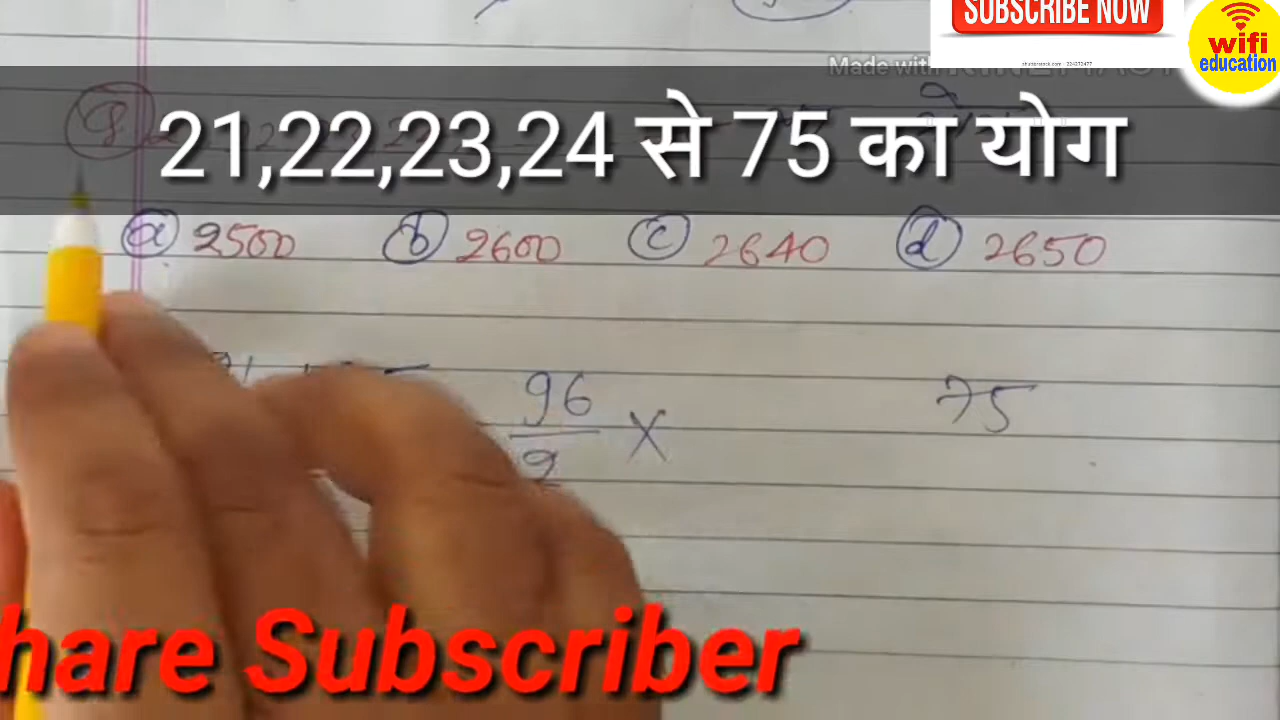 SUBSCRIBE NOW
wifi
education
Made with
21,22,23,24 से 75 का योग
a 2500 b 2600 c 2640 d 2650
96 75
2 X
hare Subscriber